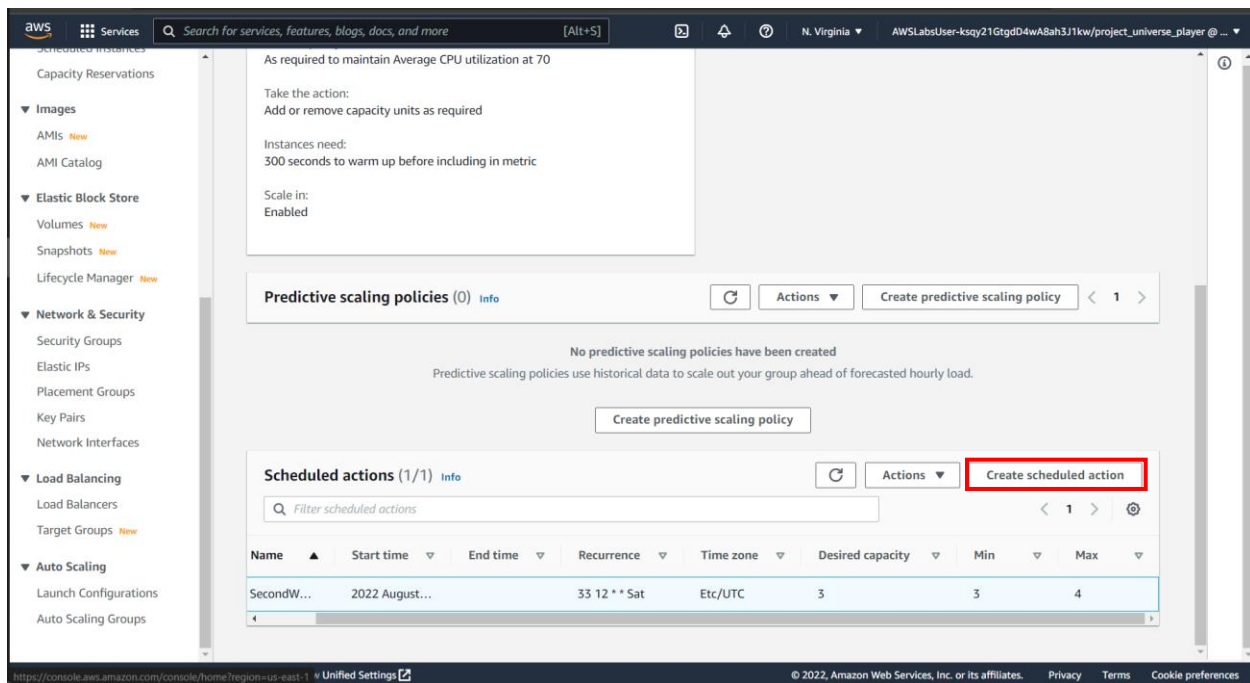 aws
Services
Search for services, features, blogs, docs, and more
[Alt+S]
N. Virginia ▼
AWSLabsUser-ksqy21GtgdD4wA8ah3J1kw/project_universe_player @ ... ▼
Scheduled Instances
Capacity Reservations
▼ Images
AMIs New
AMI Catalog
▼ Elastic Block Store
Volumes New
Snapshots New
Lifecycle Manager New
▼ Network & Security
Security Groups
Elastic IPs
Placement Groups
Key Pairs
Network Interfaces
▼ Load Balancing
Load Balancers
Target Groups New
▼ Auto Scaling
Launch Configurations
Auto Scaling Groups
As required to maintain Average CPU utilization at 70
Take the action:
Add or remove capacity units as required
Instances need:
300 seconds to warm up before including in metric
Scale in:
Enabled
Predictive scaling policies (0) Info
Actions ▼
Create predictive scaling policy
< 1 >
No predictive scaling policies have been created
Predictive scaling policies use historical data to scale out your group ahead of forecasted hourly load.
Create predictive scaling policy
Scheduled actions (1/1) Info
Actions ▼
Create scheduled action
Filter scheduled actions
< 1 >
Name ▲ Start time ▽ End time ▽ Recurrence ▽ Time zone ▽ Desired capacity ▽ Min ▽ Max ▽
SecondW... 2022 August... 33 12 * * Sat Etc/UTC 3 3 4
https://console.aws.amazon.com/console/home?region=us-east-1
Unified Settings
© 2022, Amazon Web Services, Inc. or its affiliates.
Privacy
Terms
Cookie preferences